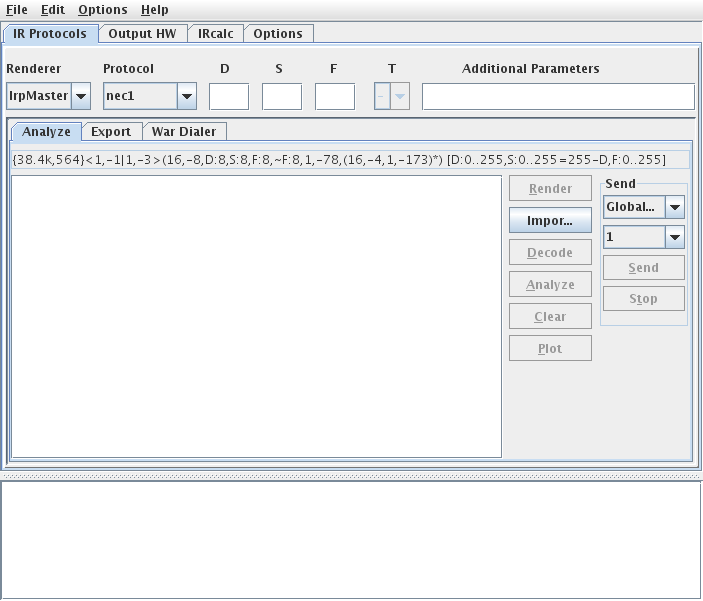 File Edit Options Help
IR Protocols Output HW IRcalc Options
Renderer Protocol D S F T Additional Parameters
IrpMaster nec1 -
Analyze Export War Dialer
{38.4k,564}<1,-1|1,-3>(16,-8,D:8,S:8,F:8,~F:8,1,-78,(16,-4,1,-173)*) [D:0..255,S:0..255=255-D,F:0..255]
Render
Impor...
Decode
Analyze
Clear
Plot
Send
Global...
1
Send
Stop